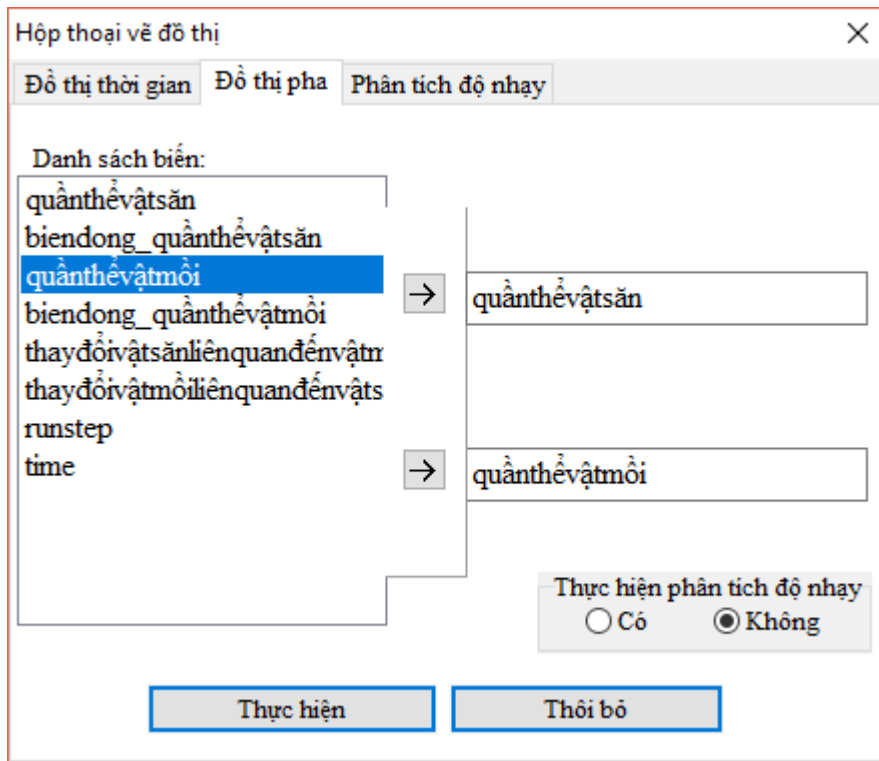 Hộp thoại vẽ đồ thị
Đồ thị thời gian Đồ thị pha Phân tích độ nhạy
Danh sách biến:
quầnthểvậtsăn
biendong_quầnthểvậtsăn
quầnthểvậtmồi
biendong_quầnthểvậtmồi
thayđổivậtsănliênquanđếnvậtm
thayđổivậtmồiliênquanđếnvậts
runstep
time
quầnthểvậtsăn
quầnthểvậtmồi
Thực hiện phân tích độ nhạy
Có Không
Thực hiện Thôi bỏ